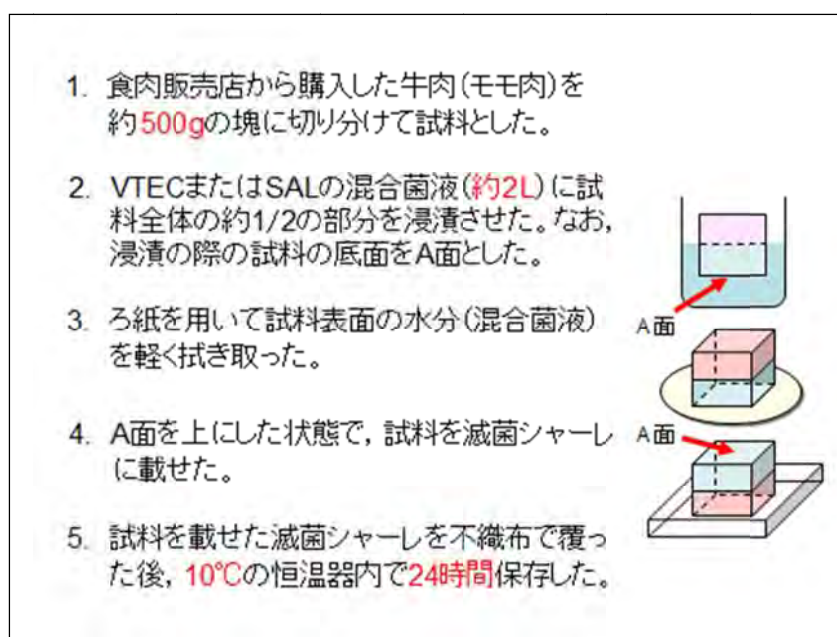 1. 食肉販売店から購入した牛肉（モモ肉）を
約500gの塊に切り分けて試料とした。
2. VTECまたはSALの混合菌液（約2L）に試
料全体の約1/2の部分を浸漬させた。なお，
浸漬の際の試料の底面をA面とした。
3. ろ紙を用いて試料表面の水分（混合菌液）
を軽く拭き取った。
4. A面を上にした状態で，試料を滅菌シャーレ
に載せた。
5. 試料を載せた滅菌シャーレを不織布で覆っ
た後，10℃の恒温器内で24時間保存した。
A面
A面